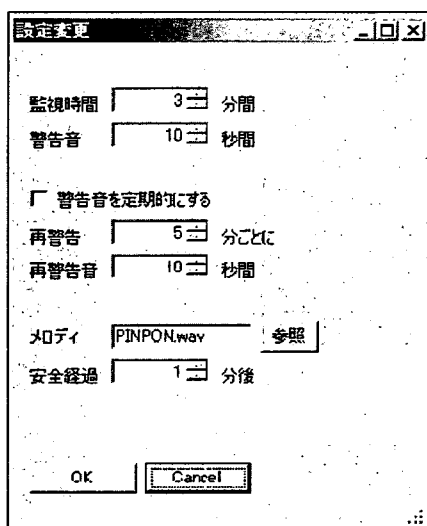 設定変更
監視時間 3 分間
警告音 10 秒間
警告音を定期的にする
再警告 5 分ごとに
再警告音 10 秒間
メロディ PINPON.wav 参照
安全経過 1 分後
OK Cancel